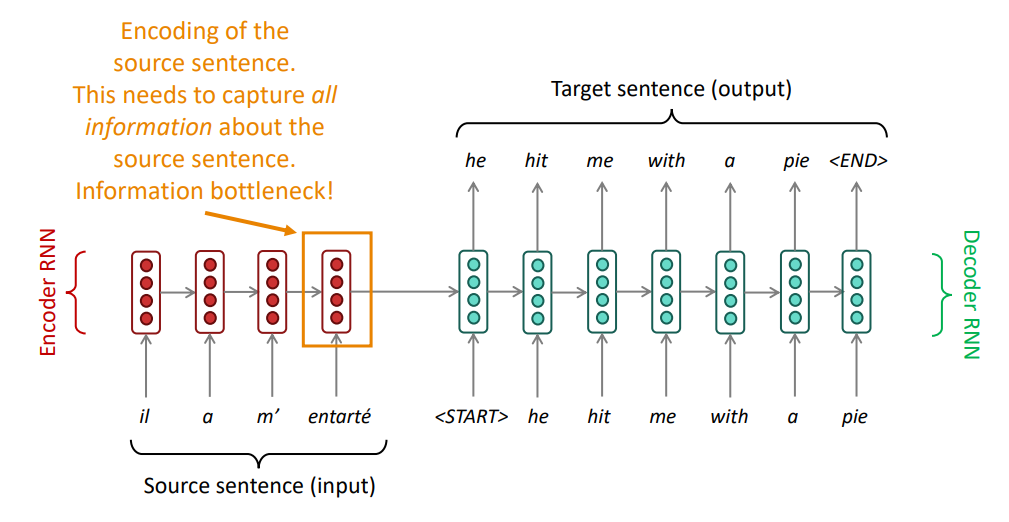 Encoding of the
source sentence.
This needs to capture all
information about the
source sentence.
Information bottleneck!
Target sentence (output)
he hit me with a pie <END>
Encoder RNN
Decoder RNN
il a m’ entarté <START> he hit me with a pie
Source sentence (input)